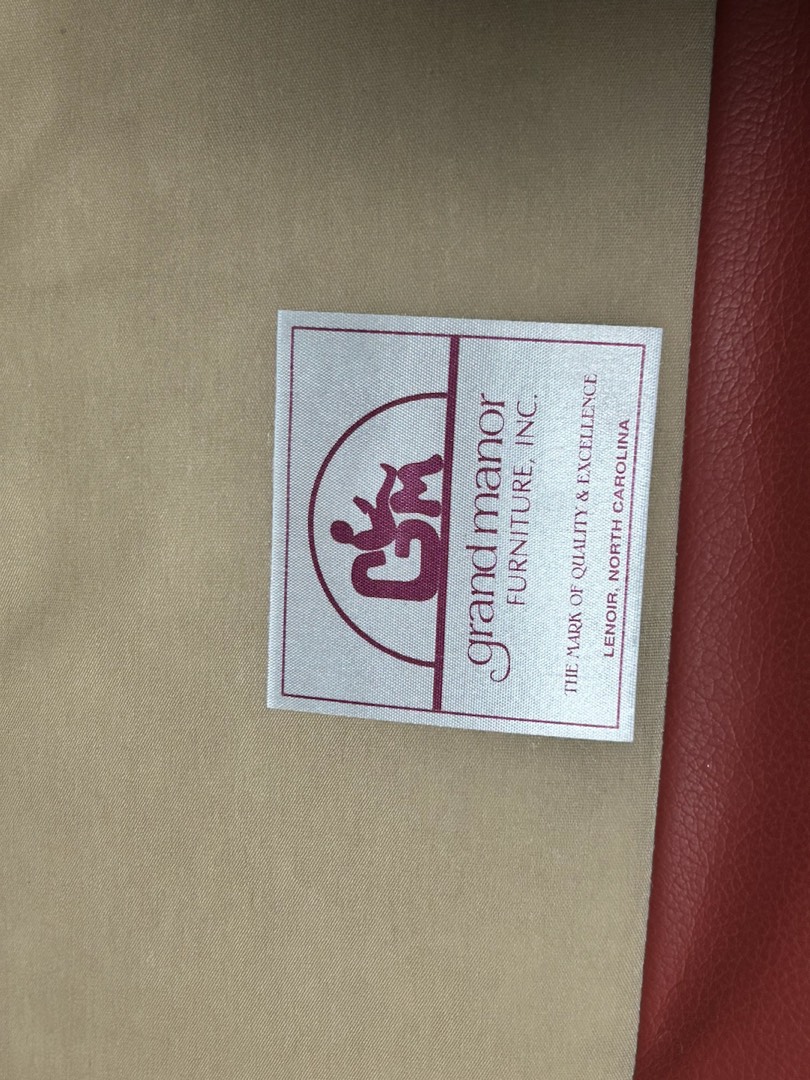 GM
grand manor
FURNITURE, INC.
THE MARK OF QUALITY & EXCELLENCE
LENOIR, NORTH CAROLINA